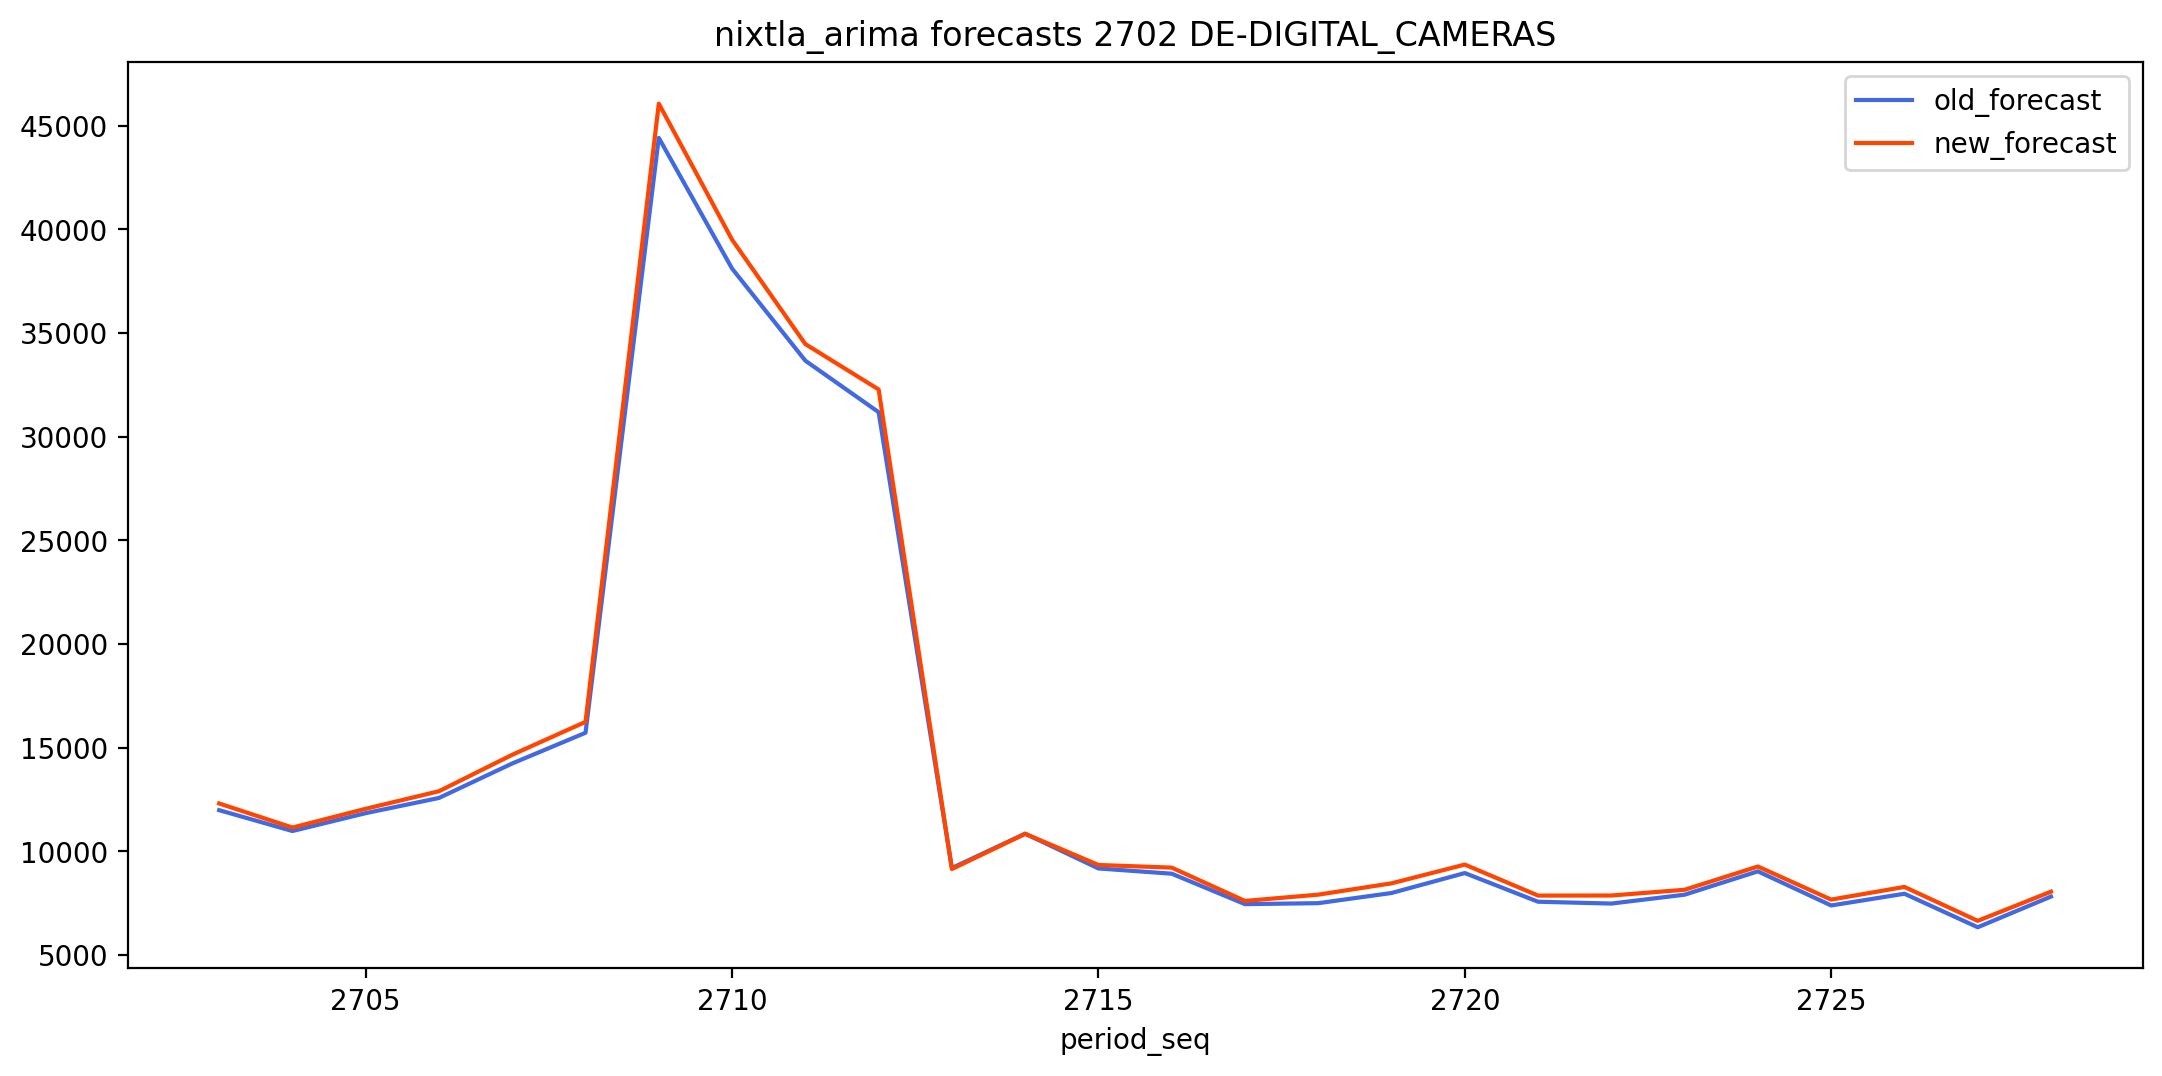 nixtla_arima forecasts 2702 DE-DIGITAL_CAMERAS
old_forecast
new_forecast
45000
40000
35000
30000
25000
20000
15000
10000
5000
2705 2710 2715 2720 2725
period_seq